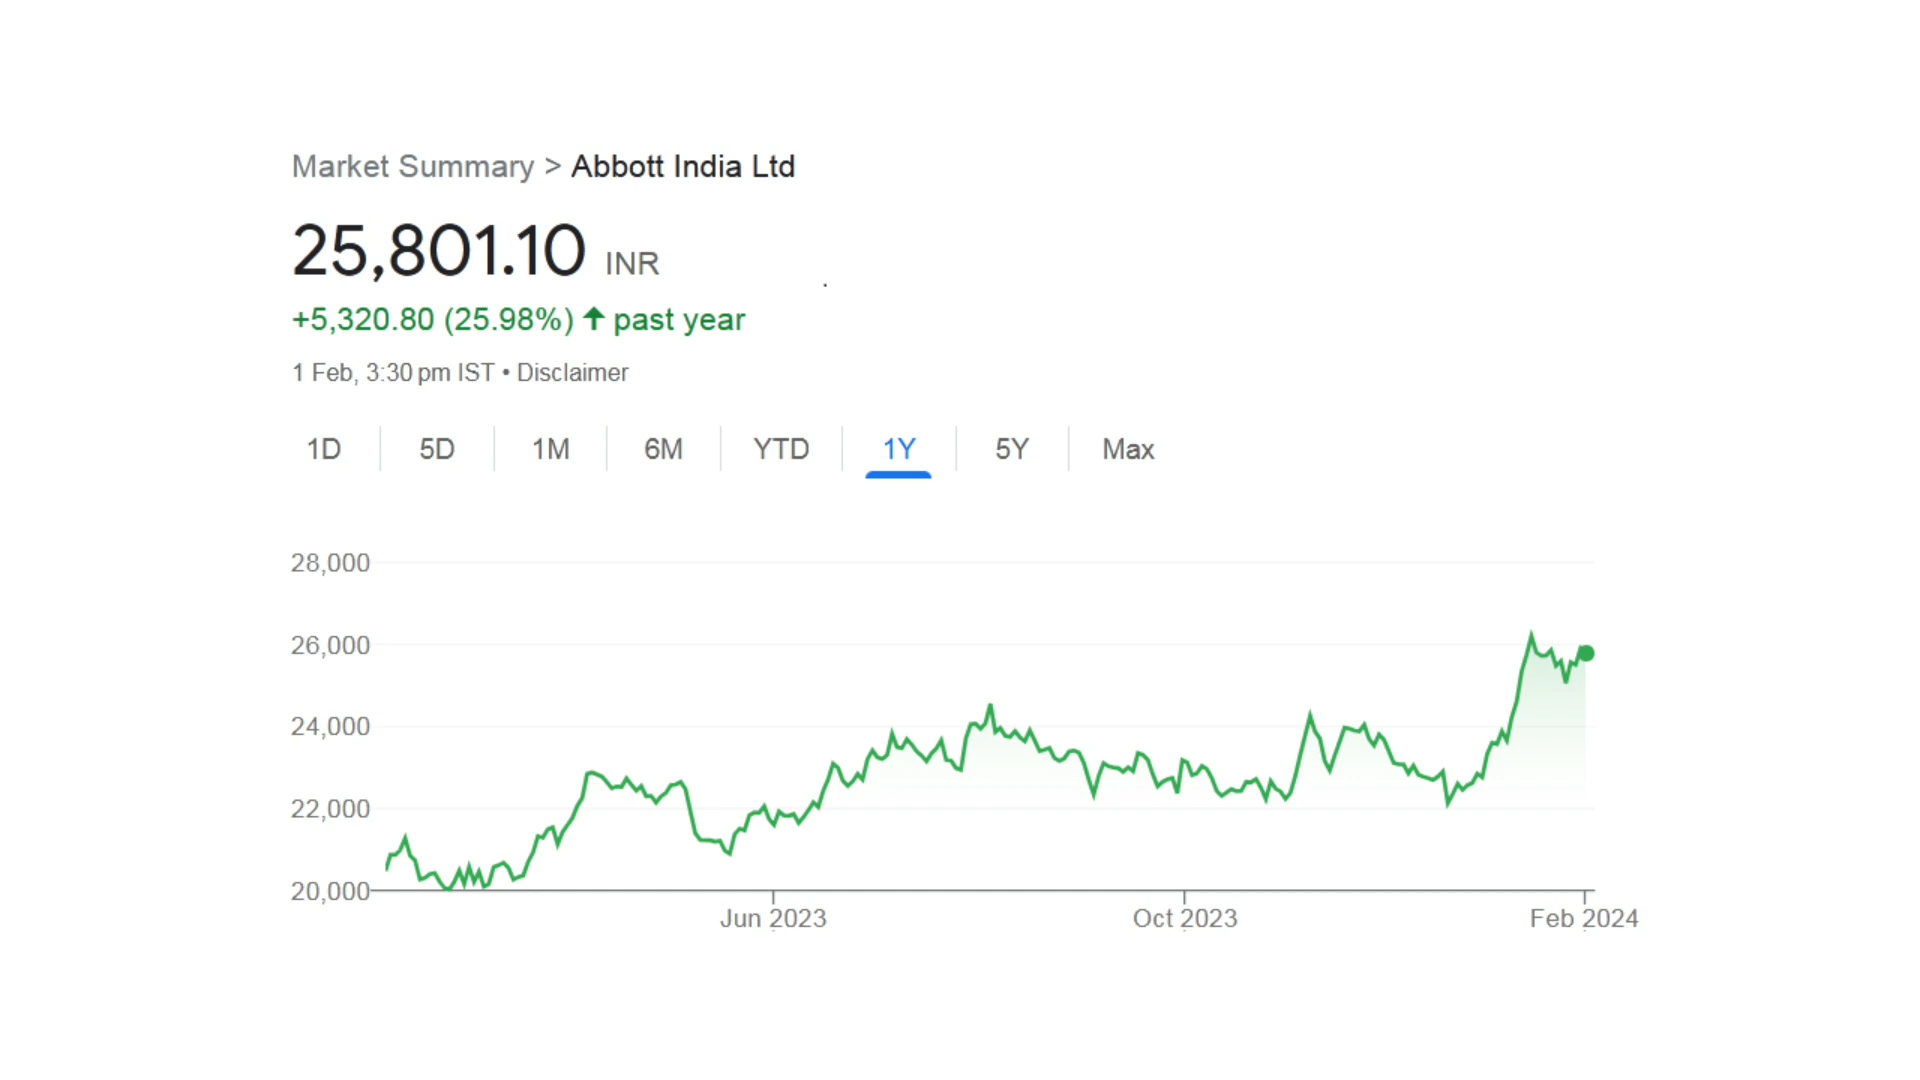 Market Summary > Abbott India Ltd
25,801.10 INR
+5,320.80 (25.98%) ↑ past year
1 Feb, 3:30 pm IST • Disclaimer
1D 5D 1M 6M YTD 1Y 5Y Max
28,000
26,000
24,000
22,000
20,000
Jun 2023 Oct 2023 Feb 2024